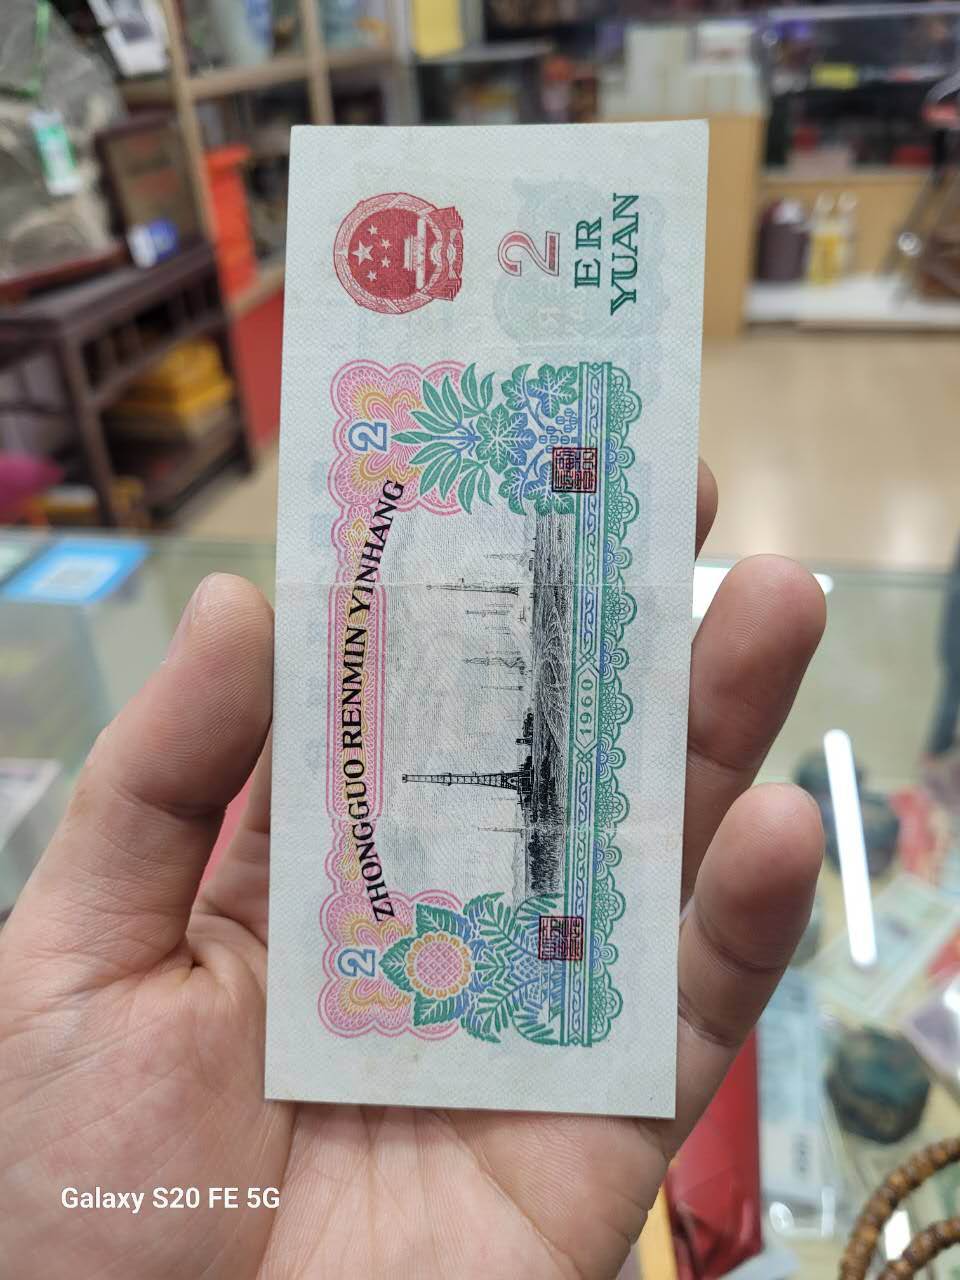 ZHONGGUO RENMIN YINHANG
2
2
2
ER
YUAN
1960
Galaxy S20 FE 5G